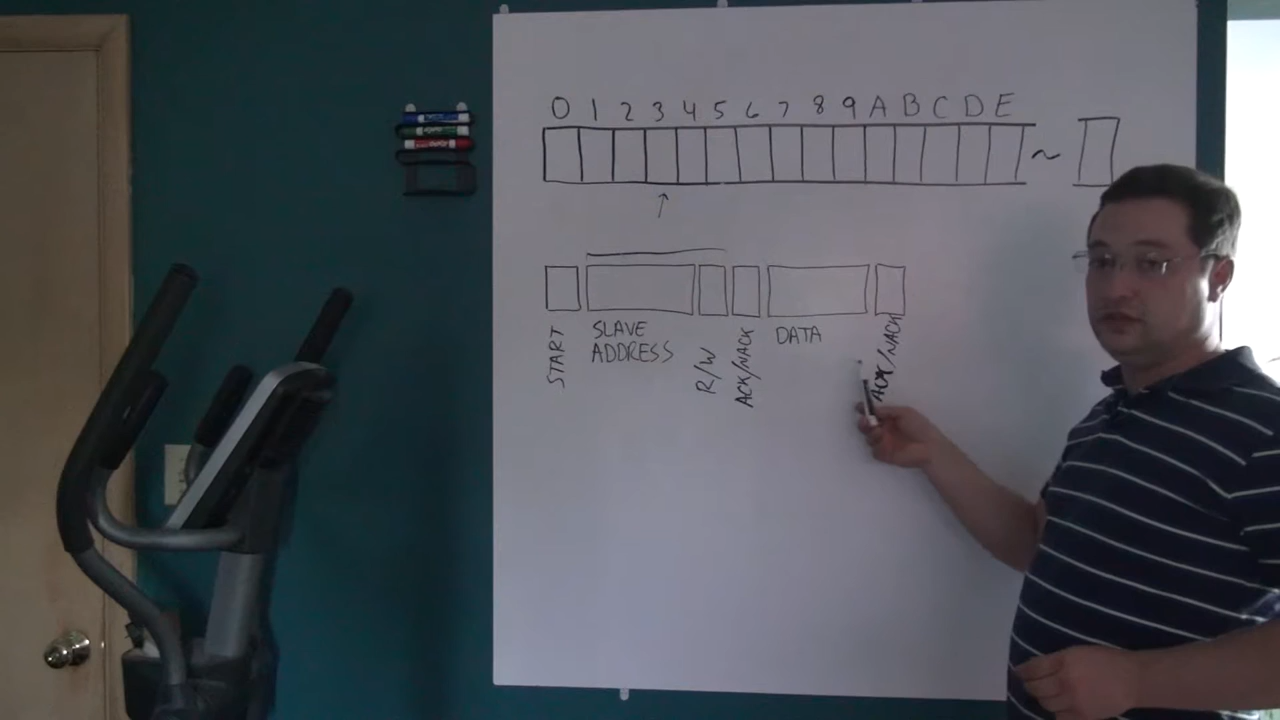 0 1 2 3 4 5 6 7 8 9 A B C D E
START
SLAVE
ADDRESS
R/W
ACK/NACK
DATA
ACK/NACK